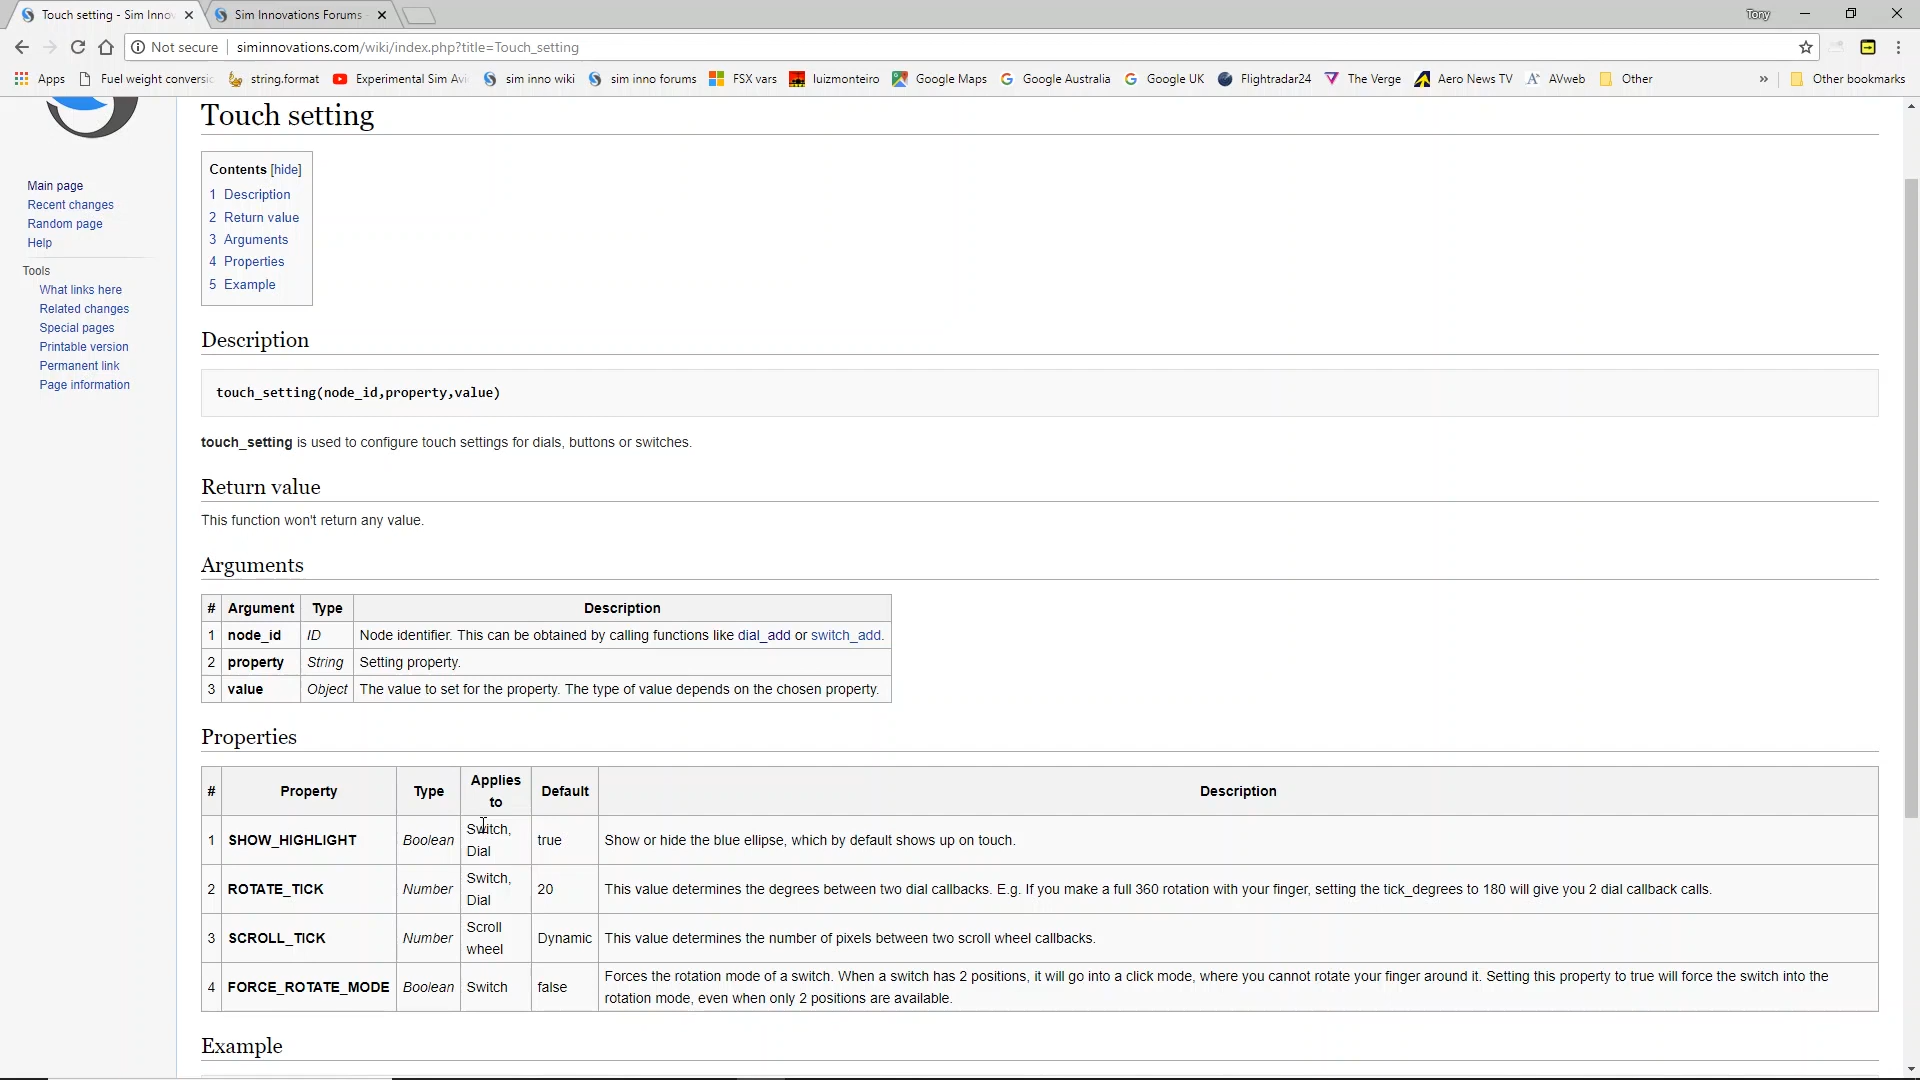 Touch setting - Sim Innov
Sim Innovations Forums
Tony
Not secure
siminnovations.com/wiki/index.php?title=Touch_setting
Apps
Fuel weight conversic
string.format
Experimental Sim Avi
sim inno wiki
sim inno forums
FSX vars
luizmonteiro
Google Maps
Google Australia
Google UK
Flightradar24
The Verge
Aero News TV
AVweb
Other
»
Other bookmarks
Main page
Recent changes
Random page
Help
Tools
What links here
Related changes
Special pages
Printable version
Permanent link
Page information
Touch setting
Contents [hide]
1 Description
2 Return value
3 Arguments
4 Properties
5 Example
Description
touch_setting(node_id,property,value)
touch_setting is used to configure touch settings for dials, buttons or switches.
Return value
This function won't return any value.
Arguments
# Argument Type Description
1 node_id ID Node identifier. This can be obtained by calling functions like dial_add or switch_add.
2 property String Setting property.
3 value Object The value to set for the property. The type of value depends on the chosen property.
Properties
# Property Type Applies to Default Description
1 SHOW_HIGHLIGHT Boolean Switch, Dial true Show or hide the blue ellipse, which by default shows up on touch.
2 ROTATE_TICK Number Switch, Dial 20 This value determines the degrees between two dial callbacks. E.g. If you make a full 360 rotation with your finger, setting the tick_degrees to 180 will give you 2 dial callback calls.
3 SCROLL_TICK Number Scroll wheel Dynamic This value determines the number of pixels between two scroll wheel callbacks.
4 FORCE_ROTATE_MODE Boolean Switch false Forces the rotation mode of a switch. When a switch has 2 positions, it will go into a click mode, where you cannot rotate your finger around it. Setting this property to true will force the switch into the
rotation mode, even when only 2 positions are available.
Example